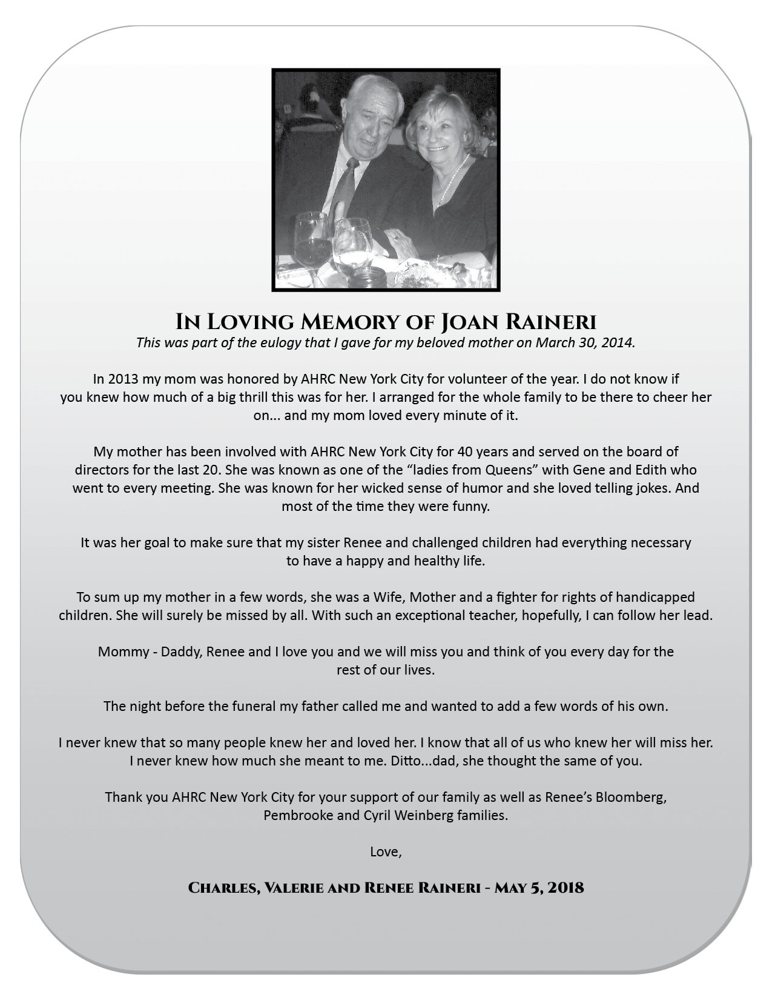 In Loving Memory of Joan Raineri
This was part of the eulogy that I gave for my beloved mother on March 30, 2014.
In 2013 my mom was honored by AHRC New York City for volunteer of the year. I do not know if
you knew how much of a big thrill this was for her. I arranged for the whole family to be there to cheer her
on... and my mom loved every minute of it.
My mother has been involved with AHRC New York City for 40 years and served on the board of
directors for the last 20. She was known as one of the “ladies from Queens” with Gene and Edith who
went to every meeting. She was known for her wicked sense of humor and she loved telling jokes. And
most of the time they were funny.
It was her goal to make sure that my sister Renee and challenged children had everything necessary
to have a happy and healthy life.
To sum up my mother in a few words, she was a Wife, Mother and a fighter for rights of handicapped
children. She will surely be missed by all. With such an exceptional teacher, hopefully, I can follow her lead.
Mommy - Daddy, Renee and I love you and we will miss you and think of you every day for the
rest of our lives.
The night before the funeral my father called me and wanted to add a few words of his own.
I never knew that so many people knew her and loved her. I know that all of us who knew her will miss her.
I never knew how much she meant to me. Ditto...dad, she thought the same of you.
Thank you AHRC New York City for your support of our family as well as Renee’s Bloomberg,
Pembrooke and Cyril Weinberg families.
Love,
Charles, Valerie and Renee Raineri - May 5, 2018